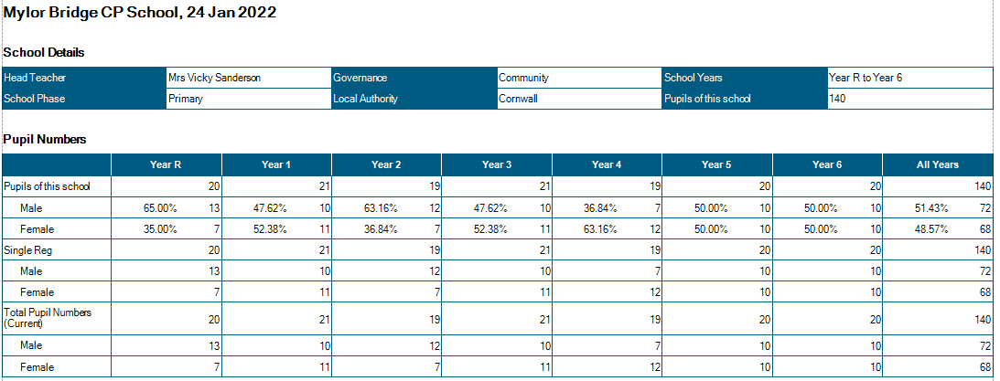 Mylor Bridge CP School, 24 Jan 2022
School Details
Head Teacher Mrs Vicky Sanderson Governance Community School Years Year R to Year 6
School Phase Primary Local Authority Cornwall Pupils of this school 140
Pupil Numbers
Year R Year 1 Year 2 Year 3 Year 4 Year 5 Year 6 All Years
Pupils of this school 20 21 19 21 19 20 20 140
Male 65.00% 13 47.62% 10 63.16% 12 47.62% 10 36.84% 7 50.00% 10 50.00% 10 51.43% 72
Female 35.00% 7 52.38% 11 36.84% 7 52.38% 11 63.16% 12 50.00% 10 50.00% 10 48.57% 68
Single Reg 20 21 19 21 19 20 20 140
Male 13 10 12 10 7 10 10 72
Female 7 11 7 11 12 10 10 68
Total Pupil Numbers
(Current) 20 21 19 21 19 20 20 140
Male 13 10 12 10 7 10 10 72
Female 7 11 7 11 12 10 10 68